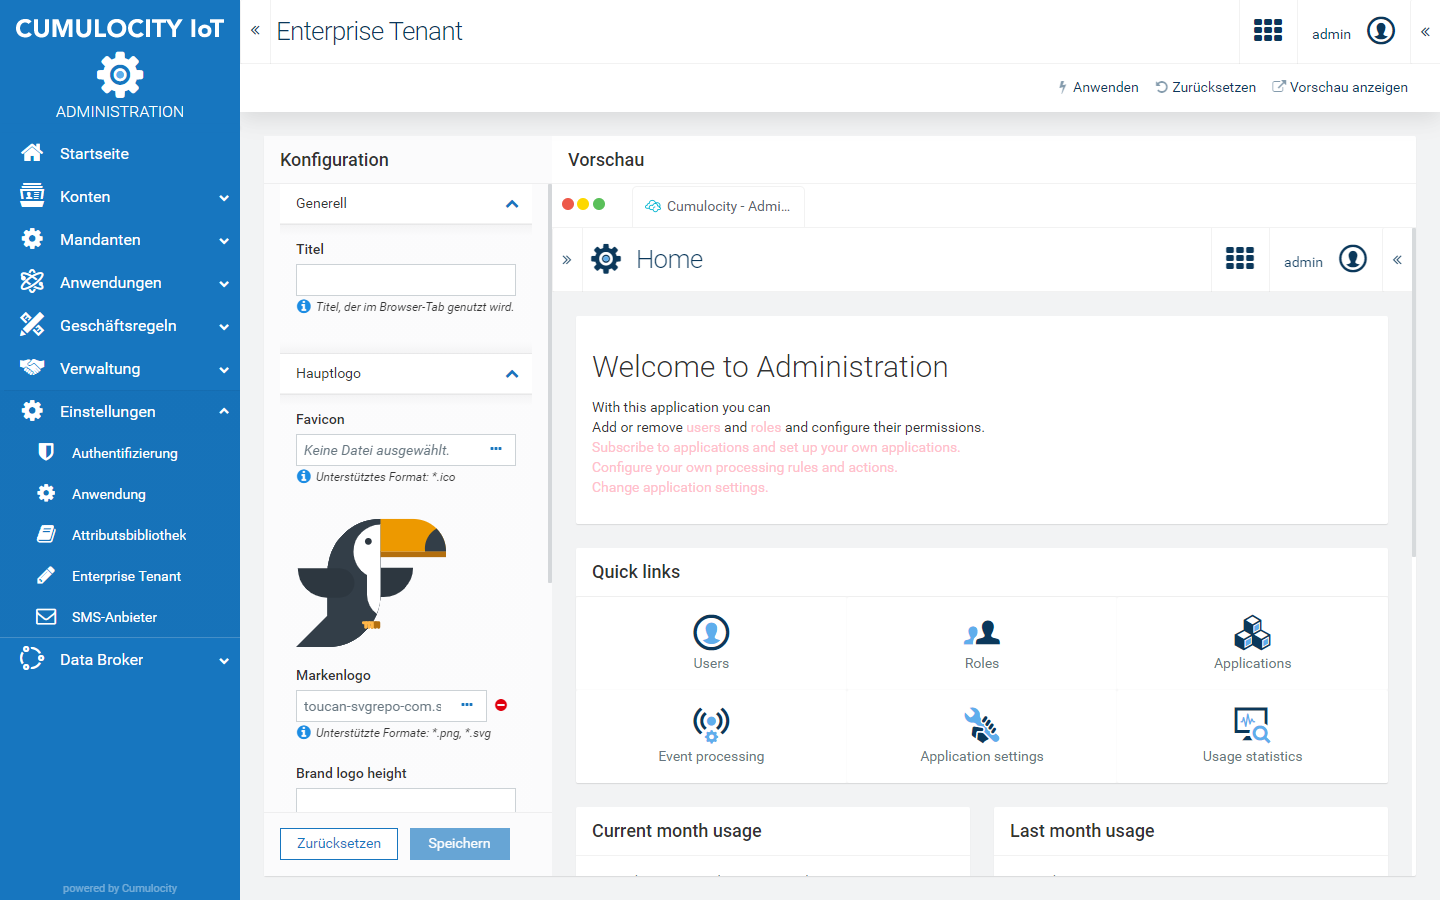 CUMULOCITY IoT
ADMINISTRATION
Startseite
Konten
Mandanten
Anwendungen
Geschäftsregeln
Verwaltung
Einstellungen
Authentifizierung
Anwendung
Attributsbibliothek
Enterprise Tenant
SMS-Anbieter
Data Broker
powered by Cumulocity
Enterprise Tenant
admin
Anwenden
Zurücksetzen
Vorschau anzeigen
Konfiguration
Generell
Titel
Titel, der im Browser-Tab genutzt wird.
Hauptlogo
Favicon
Keine Datei ausgewählt.
Unterstütztes Format: *.ico
Markenlogo
toucan-svgrepo-com.s
Unterstützte Formate: *.png, *.svg
Brand logo height
Zurücksetzen
Speichern
Vorschau
Cumulocity - Admi...
Home
admin
Welcome to Administration
With this application you can
Add or remove users and roles and configure their permissions.
Subscribe to applications and set up your own applications.
Configure your own processing rules and actions.
Change application settings.
Quick links
Users
Roles
Applications
Event processing
Application settings
Usage statistics
Current month usage
Last month usage